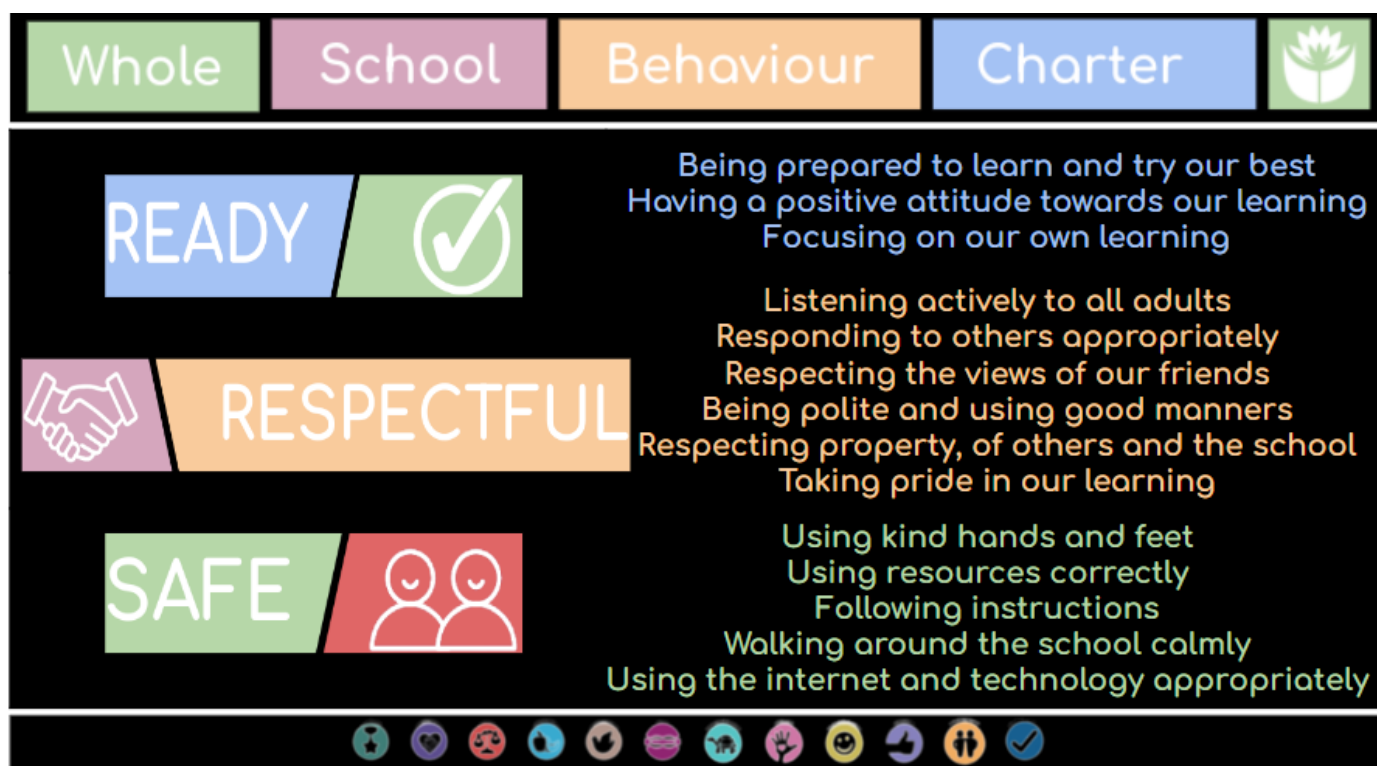 Whole School Behaviour Charter
READY
Being prepared to learn and try our best
Having a positive attitude towards our learning
Focusing on our own learning
RESPECTFUL
Listening actively to all adults
Responding to others appropriately
Respecting the views of our friends
Being polite and using good manners
Respecting property, of others and the school
Taking pride in our learning
SAFE
Using kind hands and feet
Using resources correctly
Following instructions
Walking around the school calmly
Using the internet and technology appropriately